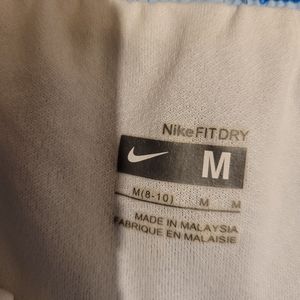 NikeFITDRY
M
M(8-10) M M
MADE IN MALAYSIA
FABRIQUE EN MALAISIE